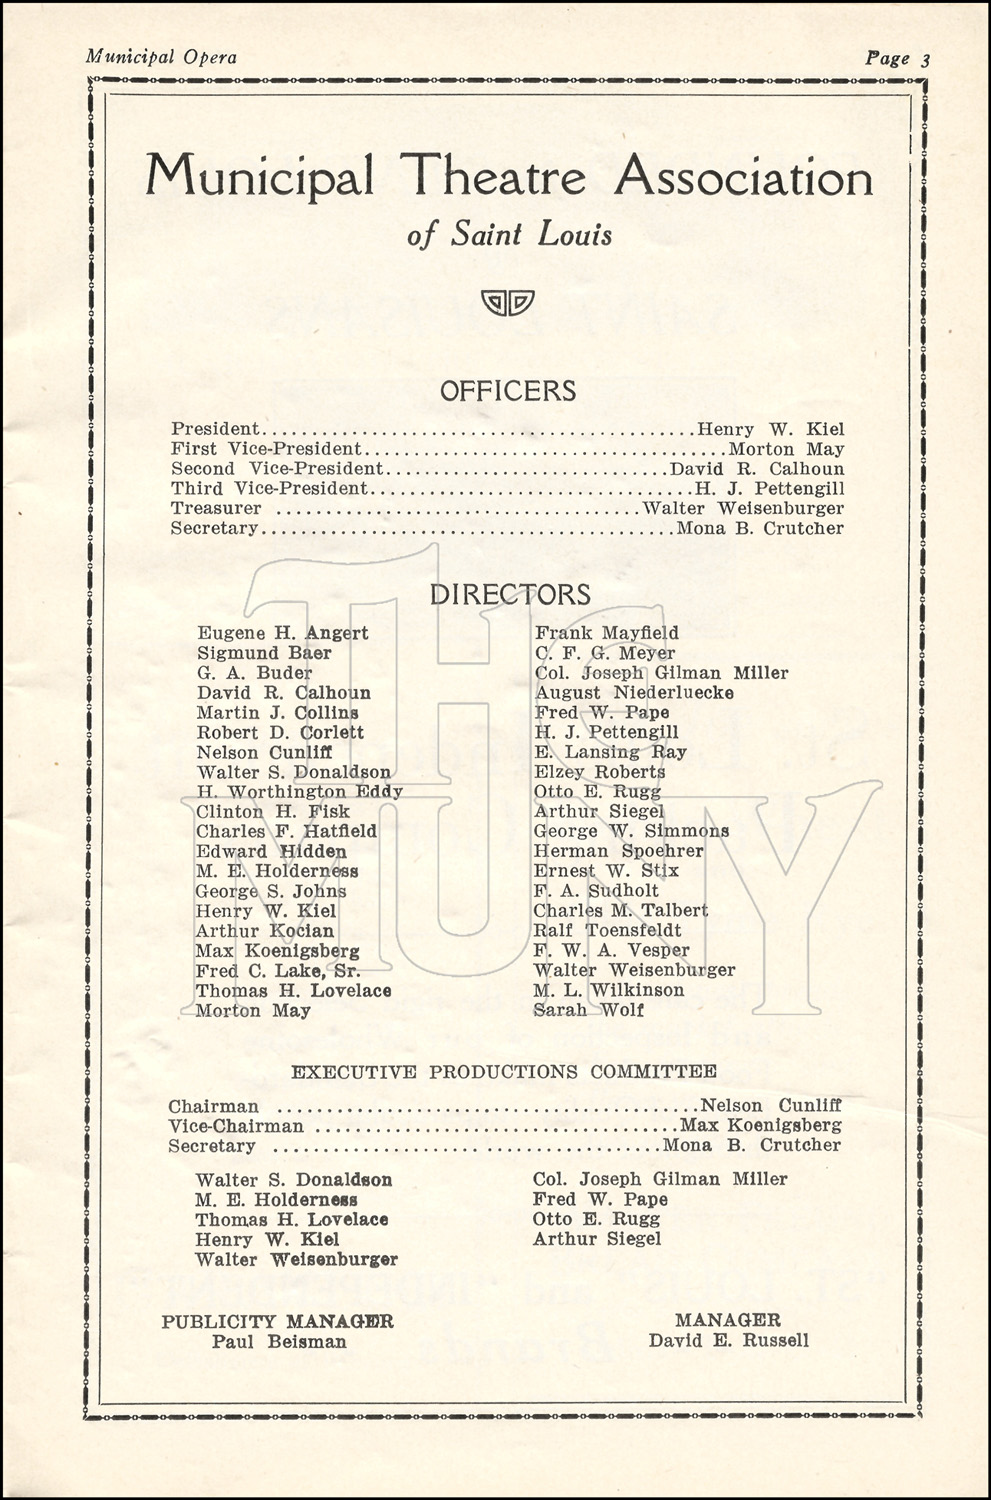 Municipal Opera Page 3
Municipal Theatre Association
of Saint Louis
OFFICERS
President..........................................Henry W. Kiel
First Vice-President...................................Morton May
Second Vice-President............................David R. Calhoun
Third Vice-President................................H. J. Pettengill
Treasurer ....................................Walter Weisenburger
Secretary.........................................Mona B. Crutcher
DIRECTORS
Eugene H. Angert
Sigmund Baer
G. A. Buder
David R. Calhoun
Martin J. Collins
Robert D. Corlett
Nelson Cunliff
Walter S. Donaldson
H. Worthington Eddy
Clinton H. Fisk
Charles F. Hatfield
Edward Hidden
M. E. Holderness
George S. Johns
Henry W. Kiel
Arthur Kocian
Max Koenigsberg
Fred C. Lake, Sr.
Thomas H. Lovelace
Morton May
Frank Mayfield
C. F. G. Meyer
Col. Joseph Gilman Miller
August Niederluecke
Fred W. Pape
H. J. Pettengill
E. Lansing Ray
Elzey Roberts
Otto E. Rugg
Arthur Siegel
George W. Simmons
Herman Spoehrer
Ernest W. Stix
F. A. Sudholt
Charles M. Talbert
Ralf Toensfeldt
F. W. A. Vesper
Walter Weisenburger
M. L. Wilkinson
Sarah Wolf
THE
MUNY
EXECUTIVE PRODUCTIONS COMMITTEE
Chairman ..........................................Nelson Cunliff
Vice-Chairman ....................................Max Koenigsberg
Secretary .......................................Mona B. Crutcher
Walter S. Donaldson
M. E. Holderness
Thomas H. Lovelace
Henry W. Kiel
Walter Weisenburger
Col. Joseph Gilman Miller
Fred W. Pape
Otto E. Rugg
Arthur Siegel
PUBLICITY MANAGER
Paul Beisman
MANAGER
David E. Russell